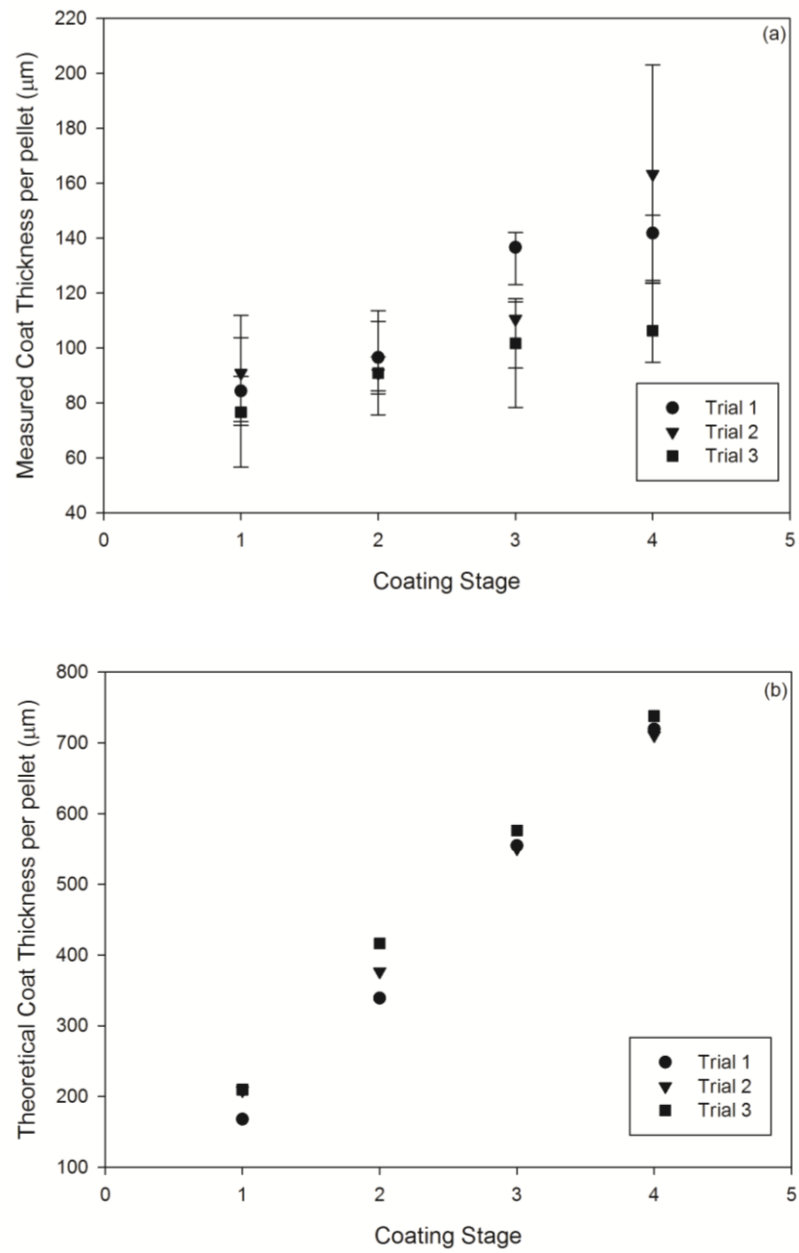 (a)
Measured Coat Thickness per pellet (μm)
220
200
180
160
140
120
100
80
60
40
0
1
2
3
4
5
Coating Stage
Trial 1
Trial 2
Trial 3
(b)
Theoretical Coat Thickness per pellet (μm)
800
700
600
500
400
300
200
100
0
1
2
3
4
5
Coating Stage
Trial 1
Trial 2
Trial 3